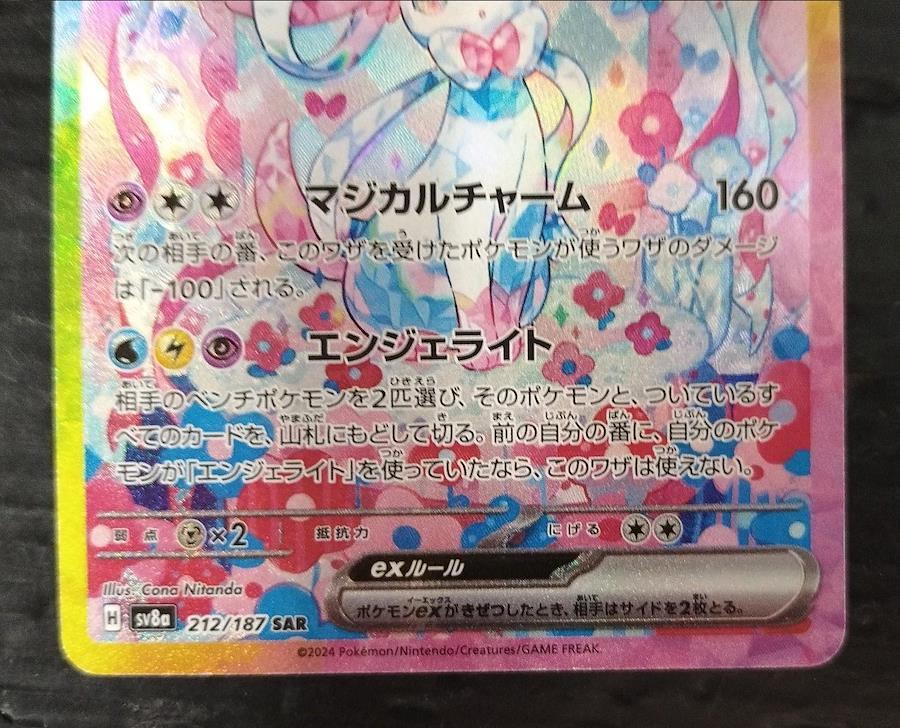 マジカルチャーム 160
次の相手の番、このワザを受けたポケモンが使うワザのダメージ
は「-100」される。
エンジェライト
相手のベンチポケモンを2匹選び、そのポケモンと、ついているす
べてのカードを、山札にもどして切る。前の自分の番に、自分のポケ
モンが「エンジェライト」を使っていたなら、このワザは使えない。
弱点 ×2 抵抗力 にげる
exルール
ポケモンexがきぜつしたとき、相手はサイドを2枚とる。
Illus. Cona Nitanda
H sv8a 212/187 SAR
©2024 Pokémon/Nintendo/Creatures/GAME FREAK.